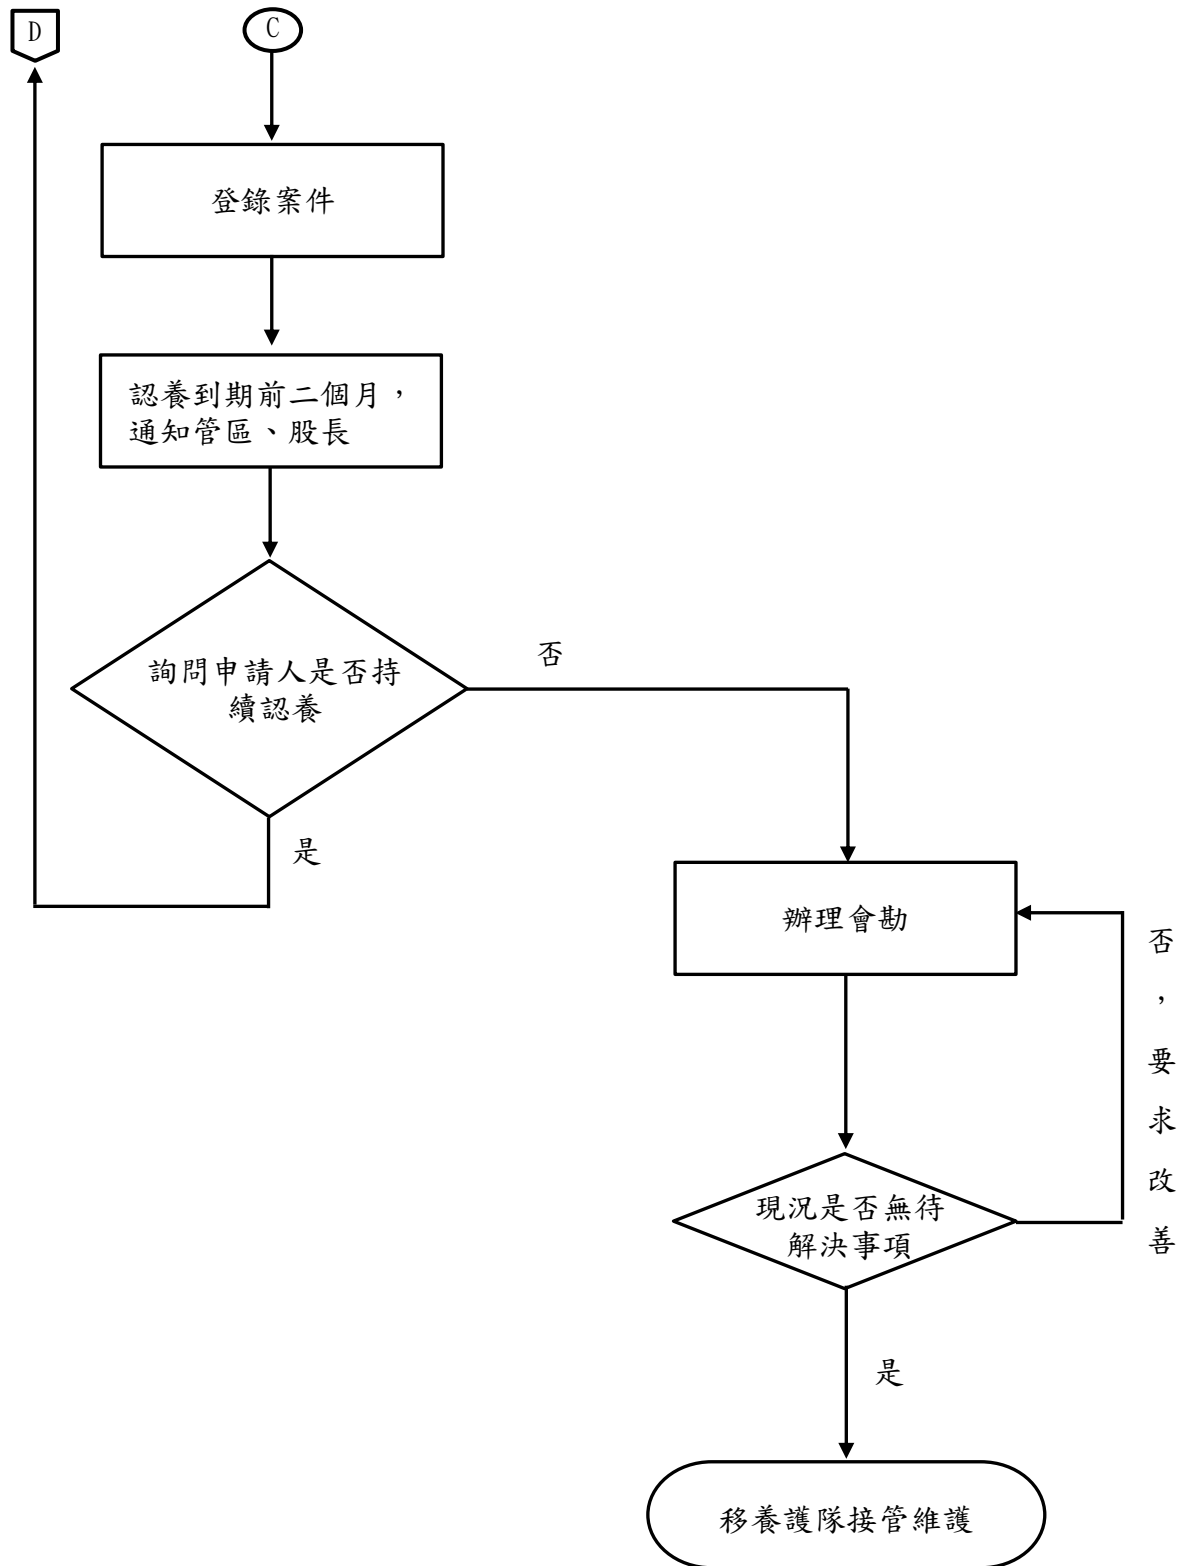 D
C
登錄案件
認養到期前二個月，
通知管區、股長
詢問申請人是否持
續認養
否
是
辦理會勘
否，要求改善
現況是否無待
解決事項
是
移養護隊接管維護